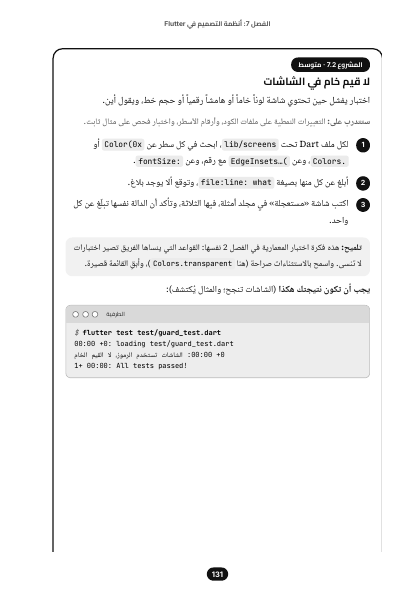 الفصل 7: أنظمة التصميم في Flutter
المشروع 7.2 · متوسط
لا قيم خام في الشاشات
اختبار يفشل حين تحتوي شاشة لونًا خامًا أو هامشًا رقميًا أو حجم خط، ويقول أين.
ستتدرب على: التعبيرات النمطية على ملفات الكود، وأرقام الأسطر، واختبار فحص على مثال ثابت.
1 لكل ملف Dart تحت lib/screens، ابحث في كل سطر عن Color(0x أو
Colors.، وعن EdgeInsets…( مع رقم، وعن fontSize:.
2 أبلغ عن كل منها بصيغة file:line: what، وتوقع ألا يوجد بلاغ.
3 اكتب شاشة «مستعجلة» في مجلد أمثلة، فيها الثلاثة، وتأكد أن الدالة نفسها تبلّغ عن كل
واحد.
تلميح: هذه فكرة اختبار المعمارية في الفصل 2 نفسها: القواعد التي ينساها الفريق تصير اختبارات
لا تُنسى. واسمح بالاستثناءات صراحة (هنا Colors.transparent)، وأبق القائمة قصيرة.
يجب أن تكون نتيجتك هكذا (الشاشات تنجح؛ والمثال يُكتشف):
الطرفية
$ flutter test test/guard_test.dart
00:00 +0: loading test/guard_test.dart
00:00 +0: الشاشات تستخدم الرموز، لا القيم الخام
00:00 +1: All tests passed!
131